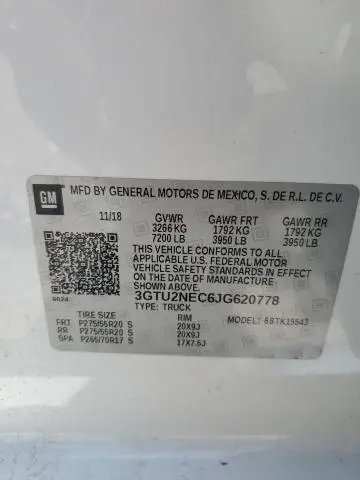 GM
MFD BY GENERAL MOTORS DE MEXICO, S. DE R.L. DE C.V.
11/18 GVWR GAWR FRT GAWR RR
3266 KG 1792 KG 1792 KG
7200 LB 3950 LB 3950 LB
THIS VEHICLE CONFORMS TO ALL
APPLICABLE U.S. FEDERAL MOTOR
VEHICLE SAFETY STANDARDS IN EFFECT ON
THE DATE OF MANUFACTURE SHOWN ABOVE.
8624
3GTU2NEC6JG620778
TYPE: TRUCK
TIRE SIZE RIM MODEL:
FRT P275/55R20 S 20X9J
RR P275/55R20 S 20X9J
SPA P265/70R17 S 17X7.5J